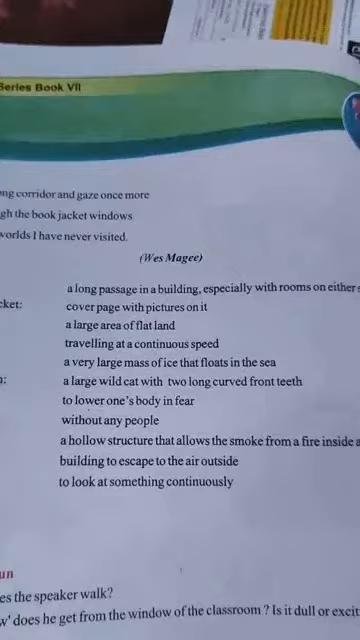 Series Book VII
corridor and gaze once more
the book jacket windows
worlds I have never visited.
(Wes Magee)
a long passage in a building, especially with rooms on either
cover page with pictures on it
a large area of flat land
travelling at a continuous speed
a very large mass of ice that floats in the sea
a large wild cat with two long curved front teeth
to lower one's body in fear
without any people
a hollow structure that allows the smoke from a fire inside a
building to escape to the air outside
to look at something continuously
the speaker walk?
does he get from the window of the classroom ? Is it dull or